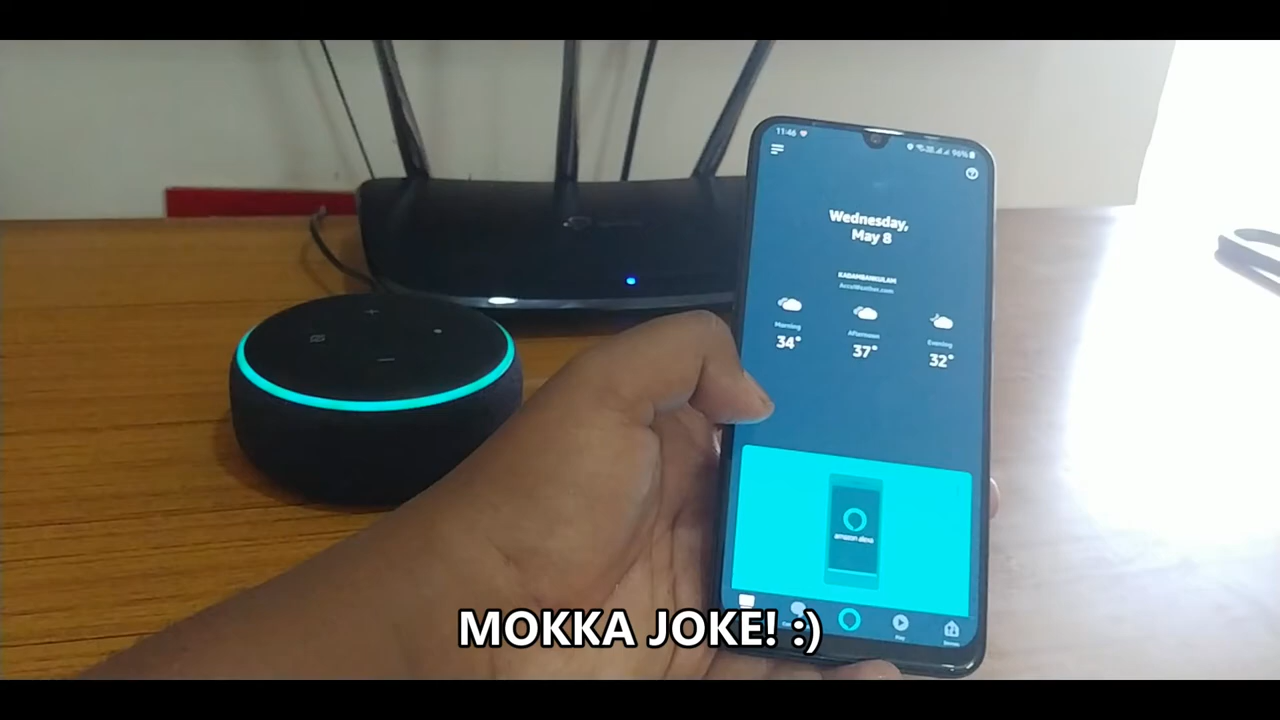 11:46
96%
Wednesday,
May 8
KADAMBANKULAM
AccuWeather.com
Morning
Afternoon
Evening
34°
37°
32°
amazon alexa
Play
MOKKA JOKE! :)